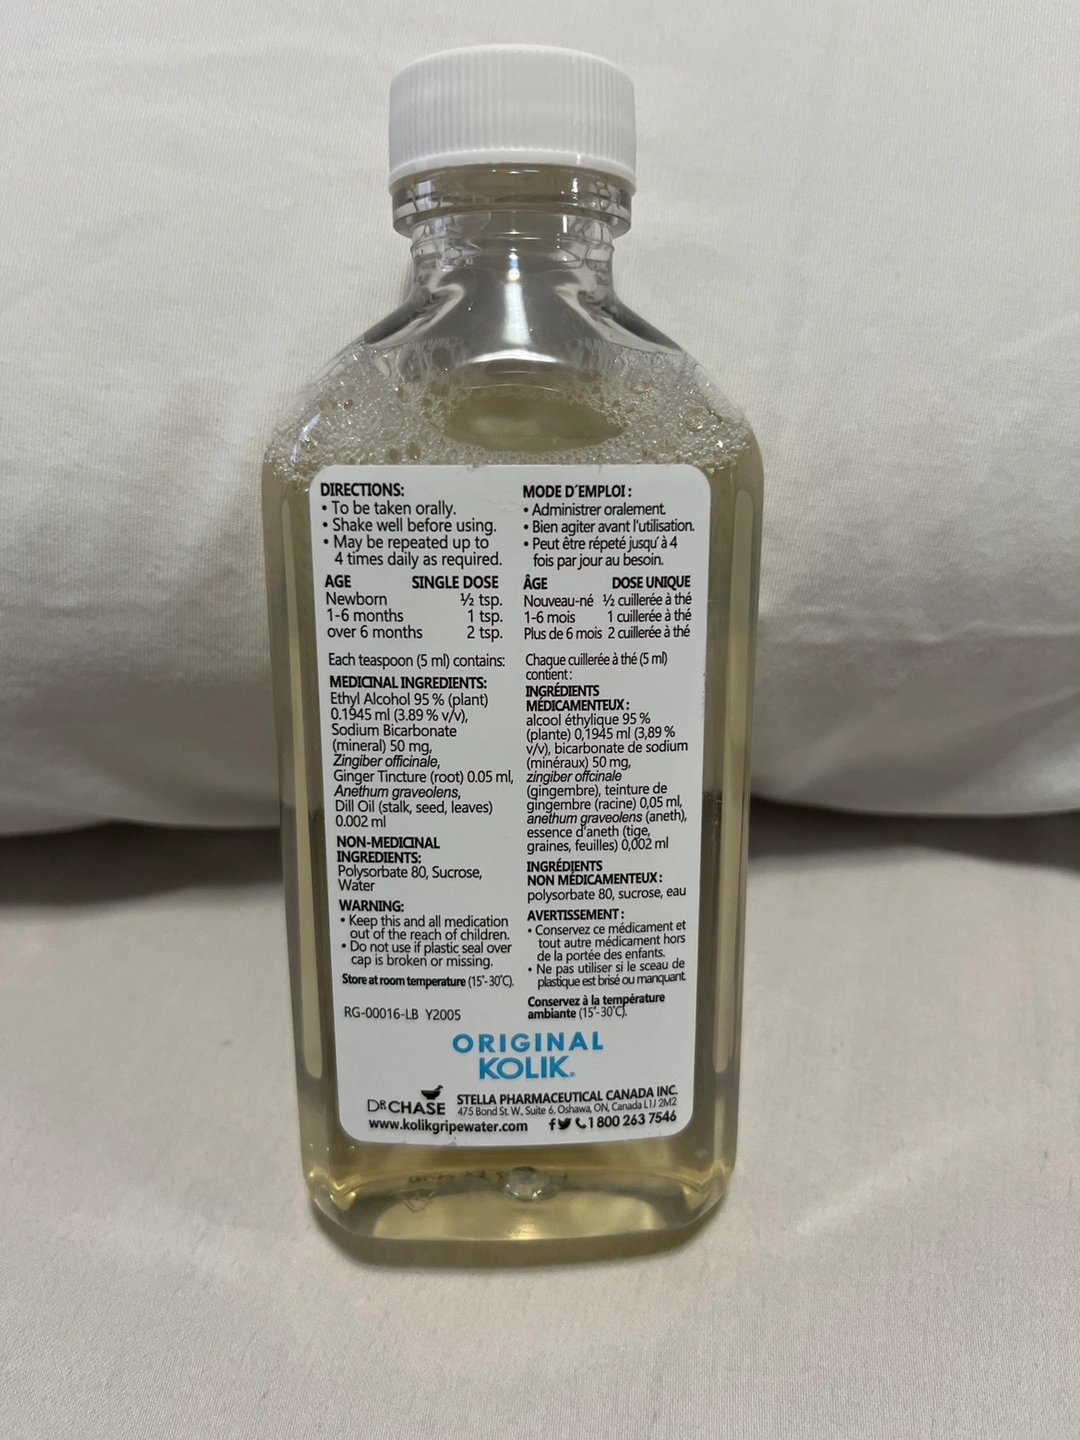 DIRECTIONS:
• To be taken orally.
• Shake well before using.
• May be repeated up to
4 times daily as required.
AGE SINGLE DOSE
Newborn ½ tsp.
1-6 months 1 tsp.
over 6 months 2 tsp.
Each teaspoon (5 ml) contains:
MEDICINAL INGREDIENTS:
Ethyl Alcohol 95 % (plant)
0.1945 ml (3.89 % v/v),
Sodium Bicarbonate
(mineral) 50 mg,
Zingiber officinale,
Ginger Tincture (root) 0.05 ml,
Anethum graveolens,
Dill Oil (stalk, seed, leaves)
0.002 ml
NON-MEDICINAL
INGREDIENTS:
Polysorbate 80, Sucrose,
Water
WARNING:
• Keep this and all medication
out of the reach of children.
• Do not use if plastic seal over
cap is broken or missing.
Store at room temperature (15°-30°C).
RG-00016-LB Y2005
MODE D'EMPLOI :
• Administrer oralement.
• Bien agiter avant l'utilisation.
• Peut être répeté jusqu' à 4
fois par jour au besoin.
ÂGE DOSE UNIQUE
Nouveau-né ½ cuillerée à thé
1-6 mois 1 cuillerée à thé
Plus de 6 mois 2 cuillerée à thé
Chaque cuillerée à thé (5 ml)
contient :
INGRÉDIENTS
MÉDICAMENTEUX :
alcool éthylique 95 %
(plante) 0,1945 ml (3,89 %
v/v), bicarbonate de sodium
(minéraux) 50 mg,
zingiber offcinale
(gingembre), teinture de
gingembre (racine) 0,05 ml,
anethum graveolens (aneth),
essence d'aneth (tige,
graines, feuilles) 0,002 ml
INGRÉDIENTS
NON MÉDICAMENTEUX :
polysorbate 80, sucrose, eau
AVERTISSEMENT :
• Conservez ce médicament et
tout autre médicament hors
de la portée des enfants.
• Ne pas utiliser si le sceau de
plastique est brisé ou manquant.
Conservez à la température
ambiante (15°-30°C).
ORIGINAL
KOLIK®
DR CHASE
STELLA PHARMACEUTICAL CANADA INC.
475 Bond St. W., Suite 6, Oshawa, ON, Canada L1J 2M2
www.kolikgripewater.com 1 800 263 7546